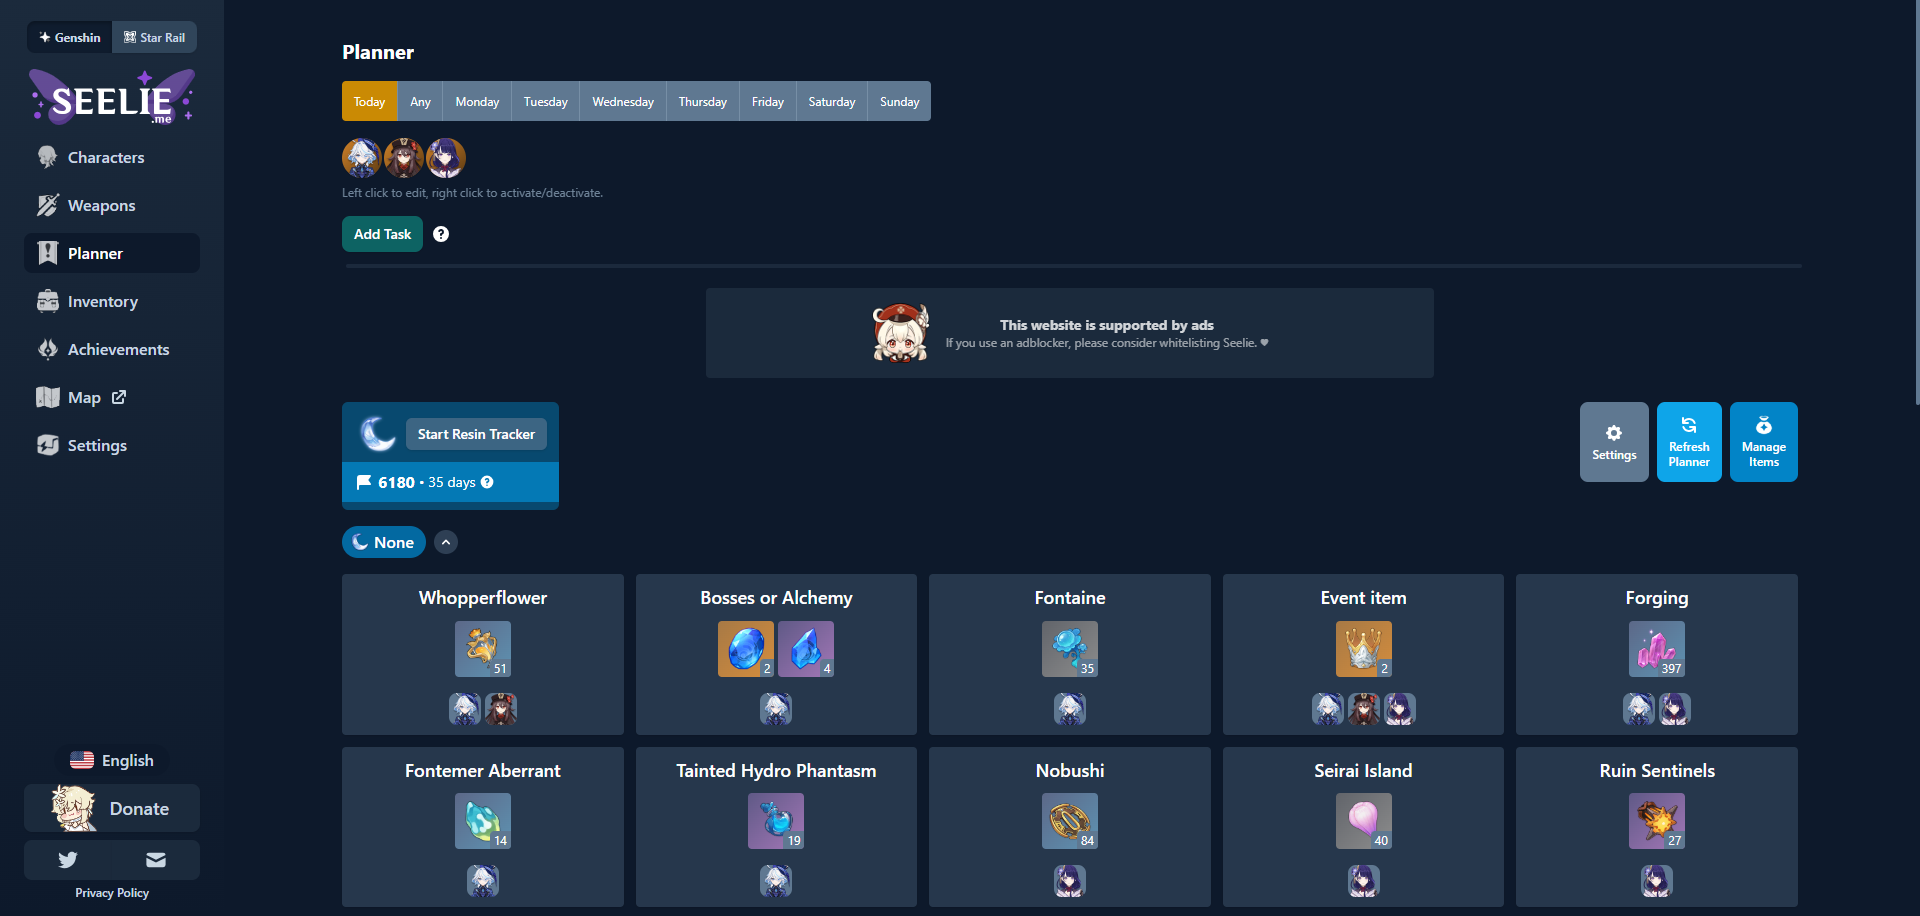 Genshin
Star Rail
SEELIE
.me
Characters
Weapons
Planner
Inventory
Achievements
Map
Settings
English
Donate
Privacy Policy
Planner
Today Any Monday Tuesday Wednesday Thursday Friday Saturday Sunday
Left click to edit, right click to activate/deactivate.
Add Task ?
This website is supported by ads
If you use an adblocker, please consider whitelisting Seelie. ♥
Start Resin Tracker
6180 • 35 days ?
Settings
Refresh
Planner
Manage
Items
None
Whopperflower
51
Bosses or Alchemy
2 4
Fontaine
35
Event item
2
Forging
397
Fontemer Aberrant
14
Tainted Hydro Phantasm
19
Nobushi
84
Seirai Island
40
Ruin Sentinels
27